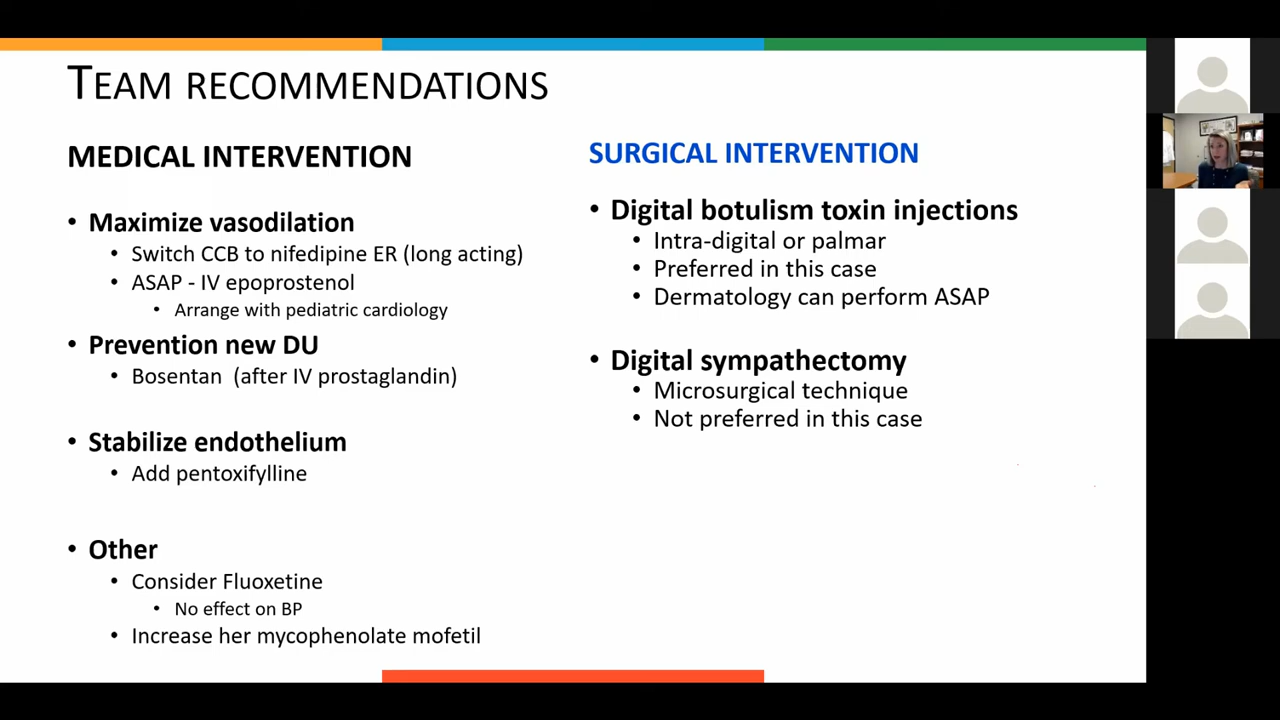 TEAM RECOMMENDATIONS
MEDICAL INTERVENTION
• Maximize vasodilation
• Switch CCB to nifedipine ER (long acting)
• ASAP - IV epoprostenol
• Arrange with pediatric cardiology
• Prevention new DU
• Bosentan (after IV prostaglandin)
• Stabilize endothelium
• Add pentoxifylline
• Other
• Consider Fluoxetine
• No effect on BP
• Increase her mycophenolate mofetil
SURGICAL INTERVENTION
• Digital botulism toxin injections
• Intra-digital or palmar
• Preferred in this case
• Dermatology can perform ASAP
• Digital sympathectomy
• Microsurgical technique
• Not preferred in this case